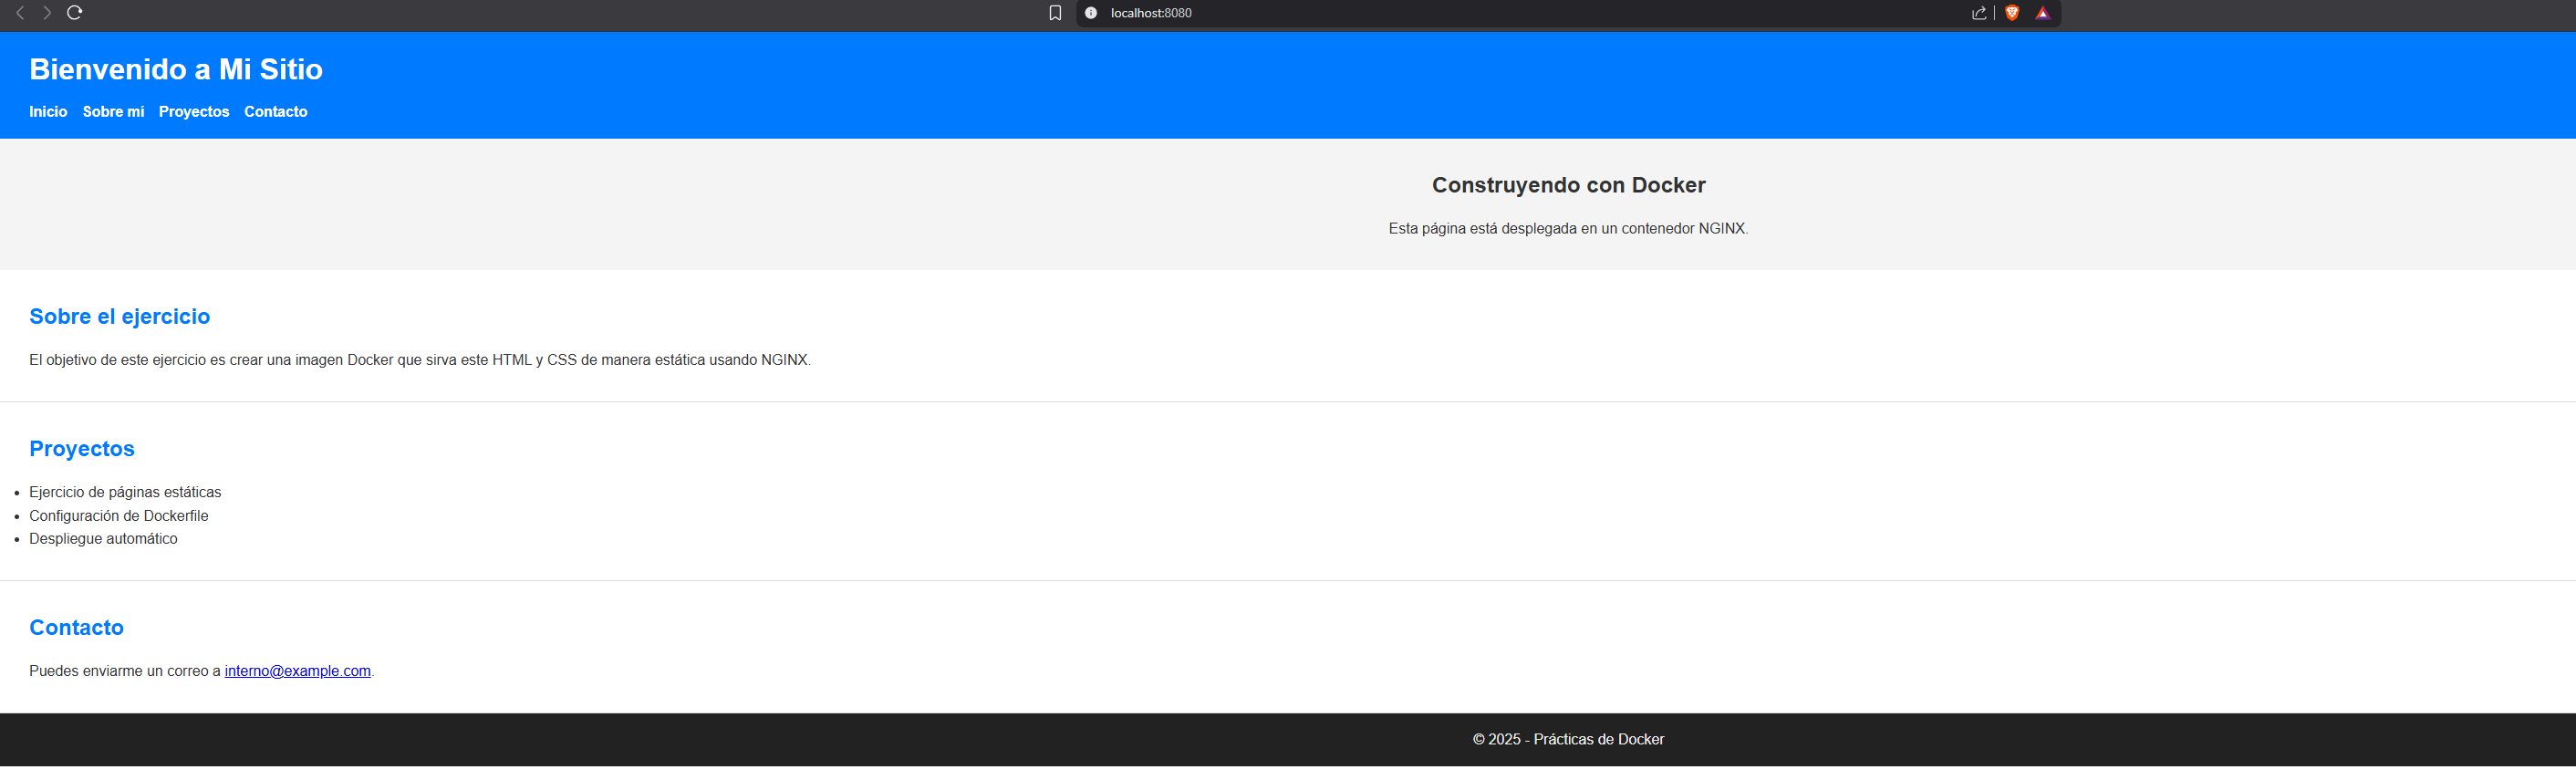 localhost:8080
Bienvenido a Mi Sitio
Inicio Sobre mí Proyectos Contacto
Construyendo con Docker
Esta página está desplegada en un contenedor NGINX.
Sobre el ejercicio
El objetivo de este ejercicio es crear una imagen Docker que sirva este HTML y CSS de manera estática usando NGINX.
Proyectos
• Ejercicio de páginas estáticas
• Configuración de Dockerfile
• Despliegue automático
Contacto
Puedes enviarme un correo a interno@example.com.
© 2025 - Prácticas de Docker